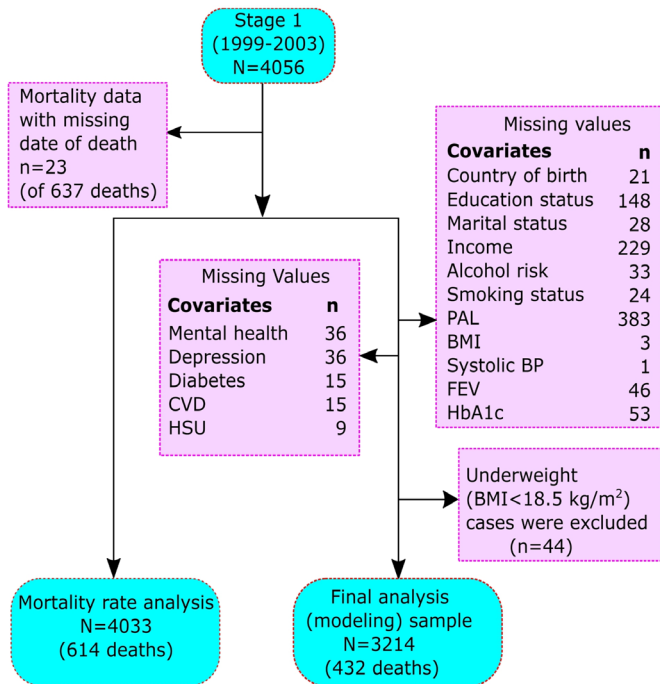 Stage 1
(1999-2003)
N=4056
Mortality data
with missing
date of death
n=23
(of 637 deaths)
Missing values
Covariates n
Country of birth 21
Education status 148
Marital status 28
Income 229
Alcohol risk 33
Smoking status 24
PAL 383
BMI 3
Systolic BP 1
FEV 46
HbA1c 53
Missing Values
Covariates n
Mental health 36
Depression 36
Diabetes 15
CVD 15
HSU 9
Underweight
(BMI<18.5 kg/m²)
cases were excluded
(n=44)
Mortality rate analysis
N=4033
(614 deaths)
Final analysis
(modeling) sample
N=3214
(432 deaths)